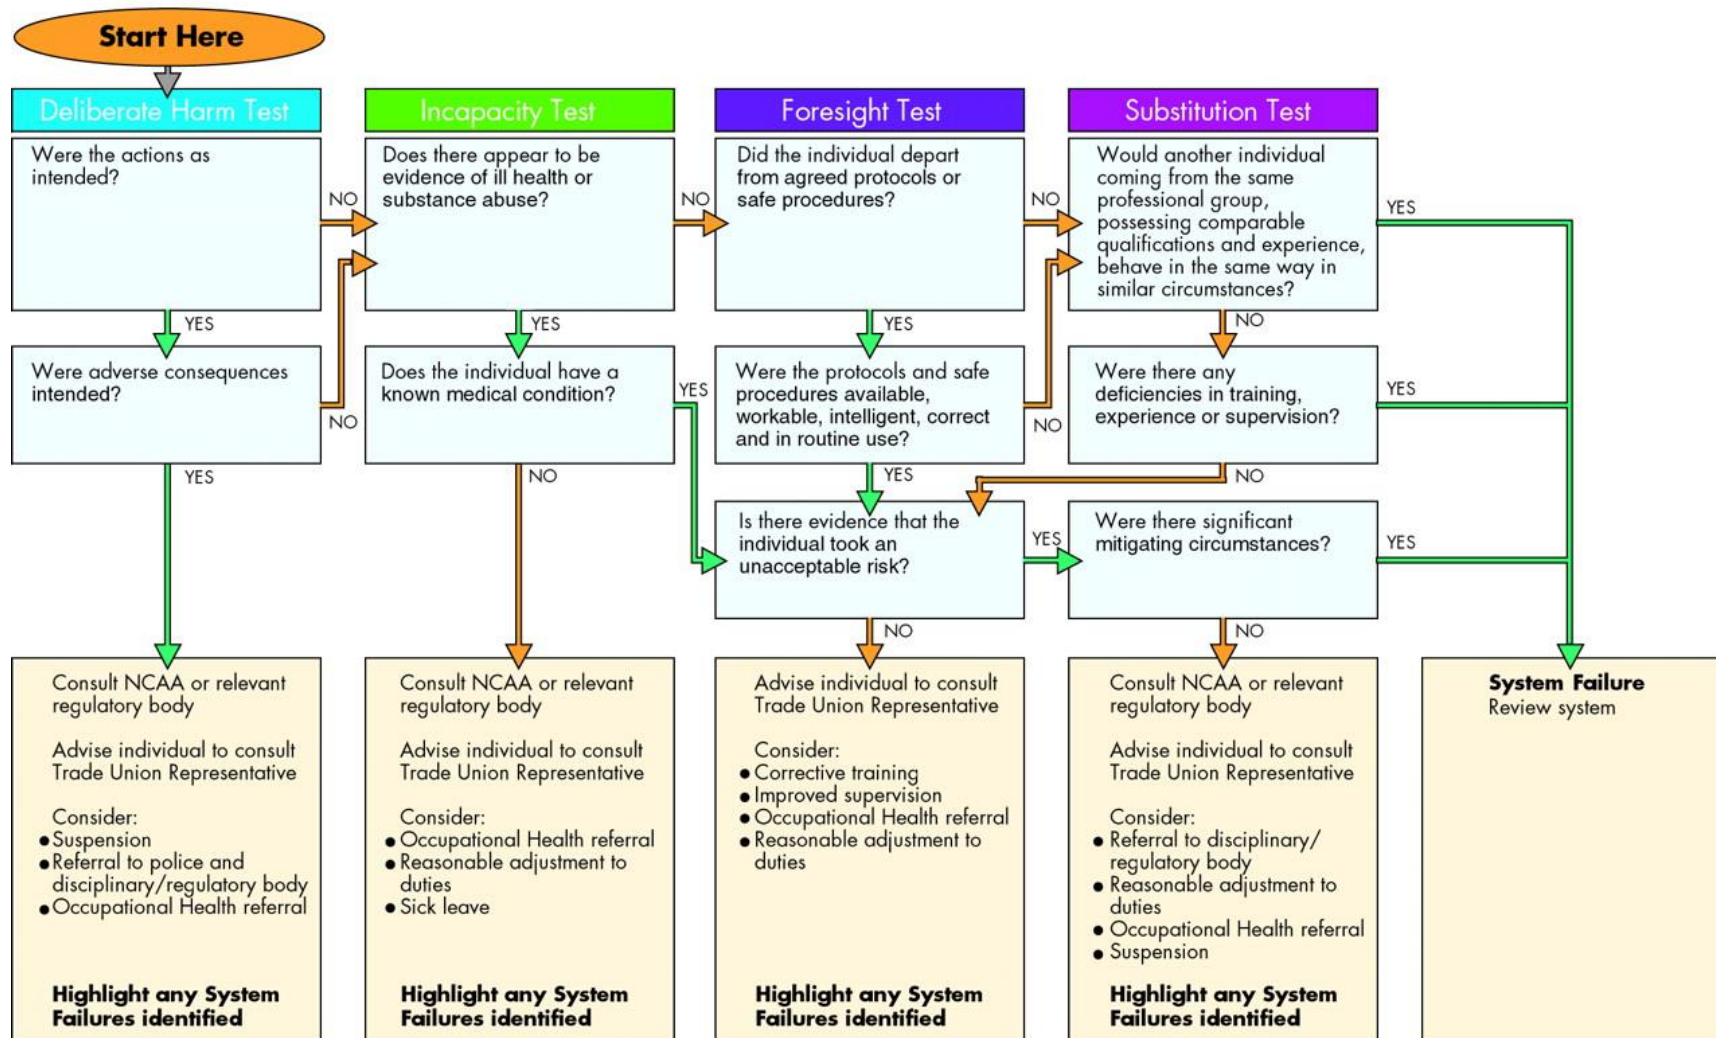 Start Here
Deliberate Harm Test
Incapacity Test
Foresight Test
Substitution Test
Were the actions as
intended?
NO
YES
Were adverse consequences
intended?
NO
YES
Does there appear to be
evidence of ill health or
substance abuse?
NO
YES
Does the individual have a
known medical condition?
YES
NO
Did the individual depart
from agreed protocols or
safe procedures?
NO
YES
Were the protocols and safe
procedures available,
workable, intelligent, correct
and in routine use?
NO
YES
Is there evidence that the
individual took an
unacceptable risk?
YES
NO
Would another individual
coming from the same
professional group,
possessing comparable
qualifications and experience,
behave in the same way in
similar circumstances?
YES
NO
Were there any
deficiencies in training,
experience or supervision?
YES
NO
Were there significant
mitigating circumstances?
YES
NO
Consult NCAA or relevant
regulatory body
Advise individual to consult
Trade Union Representative
Consider:
● Suspension
● Referral to police and
disciplinary/regulatory body
● Occupational Health referral
Highlight any System
Failures identified
Consult NCAA or relevant
regulatory body
Advise individual to consult
Trade Union Representative
Consider:
● Occupational Health referral
● Reasonable adjustment to
duties
● Sick leave
Highlight any System
Failures identified
Advise individual to consult
Trade Union Representative
Consider:
● Corrective training
● Improved supervision
● Occupational Health referral
● Reasonable adjustment to
duties
Highlight any System
Failures identified
Consult NCAA or relevant
regulatory body
Advise individual to consult
Trade Union Representative
Consider:
● Referral to disciplinary/
regulatory body
● Reasonable adjustment to
duties
● Occupational Health referral
● Suspension
Highlight any System
Failures identified
System Failure
Review system